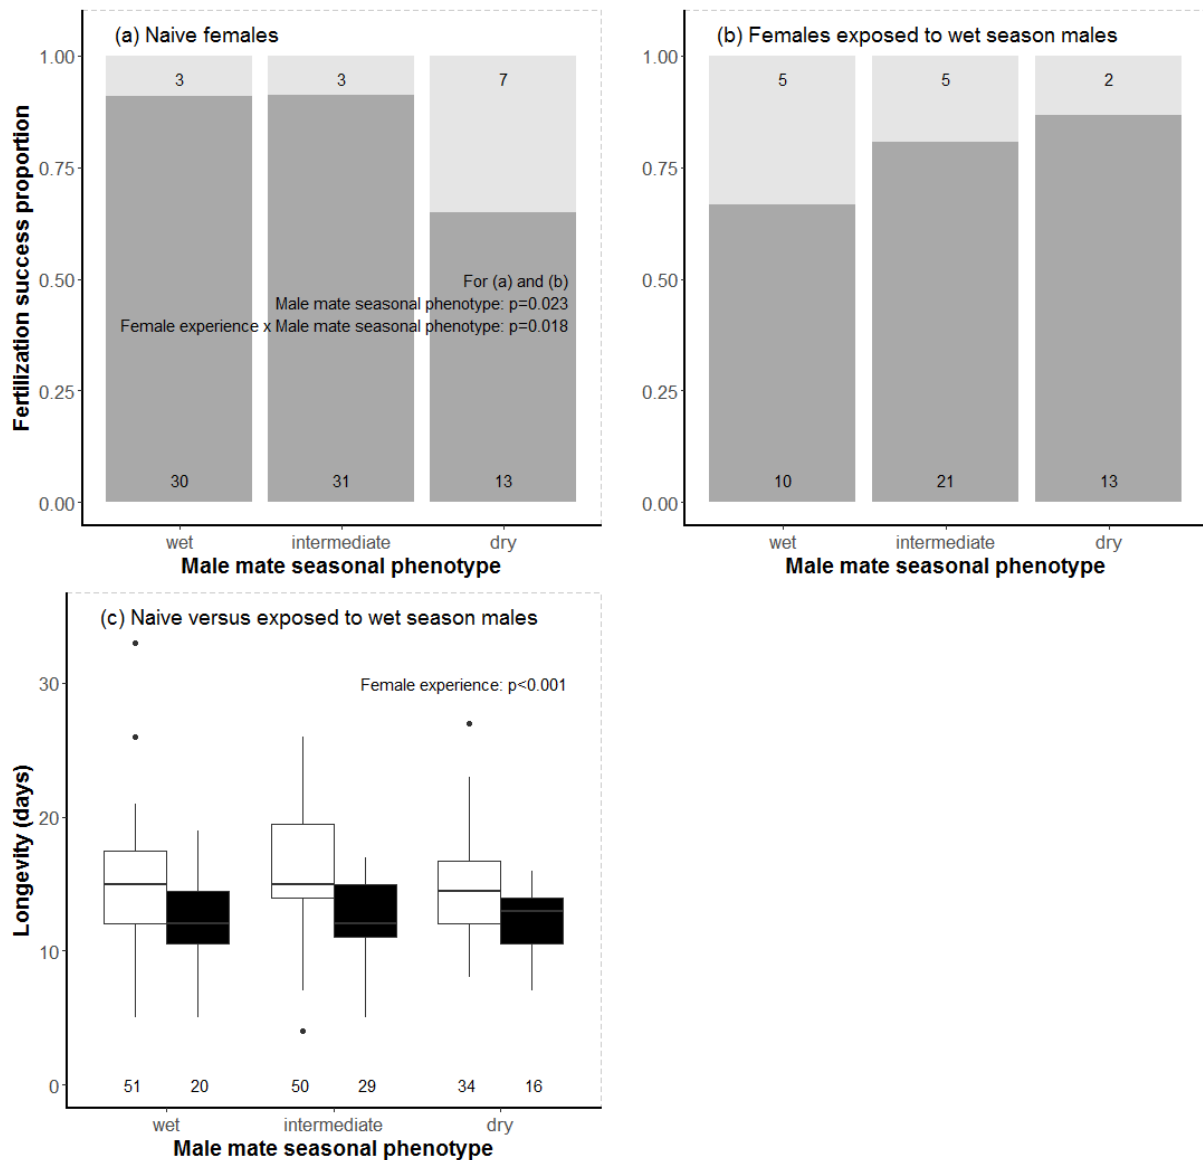 (a) Naive females
1.00
0.75
0.50
0.25
0.00
Fertilization success proportion
3
3
7
For (a) and (b)
Male mate seasonal phenotype: p=0.023
Female experience x Male mate seasonal phenotype: p=0.018
30
31
13
wet
intermediate
dry
Male mate seasonal phenotype
(b) Females exposed to wet season males
1.00
0.75
0.50
0.25
0.00
5
5
2
10
21
13
wet
intermediate
dry
Male mate seasonal phenotype
(c) Naive versus exposed to wet season males
Female experience: p<0.001
30
20
10
0
Longevity (days)
51
20
50
29
34
16
wet
intermediate
dry
Male mate seasonal phenotype